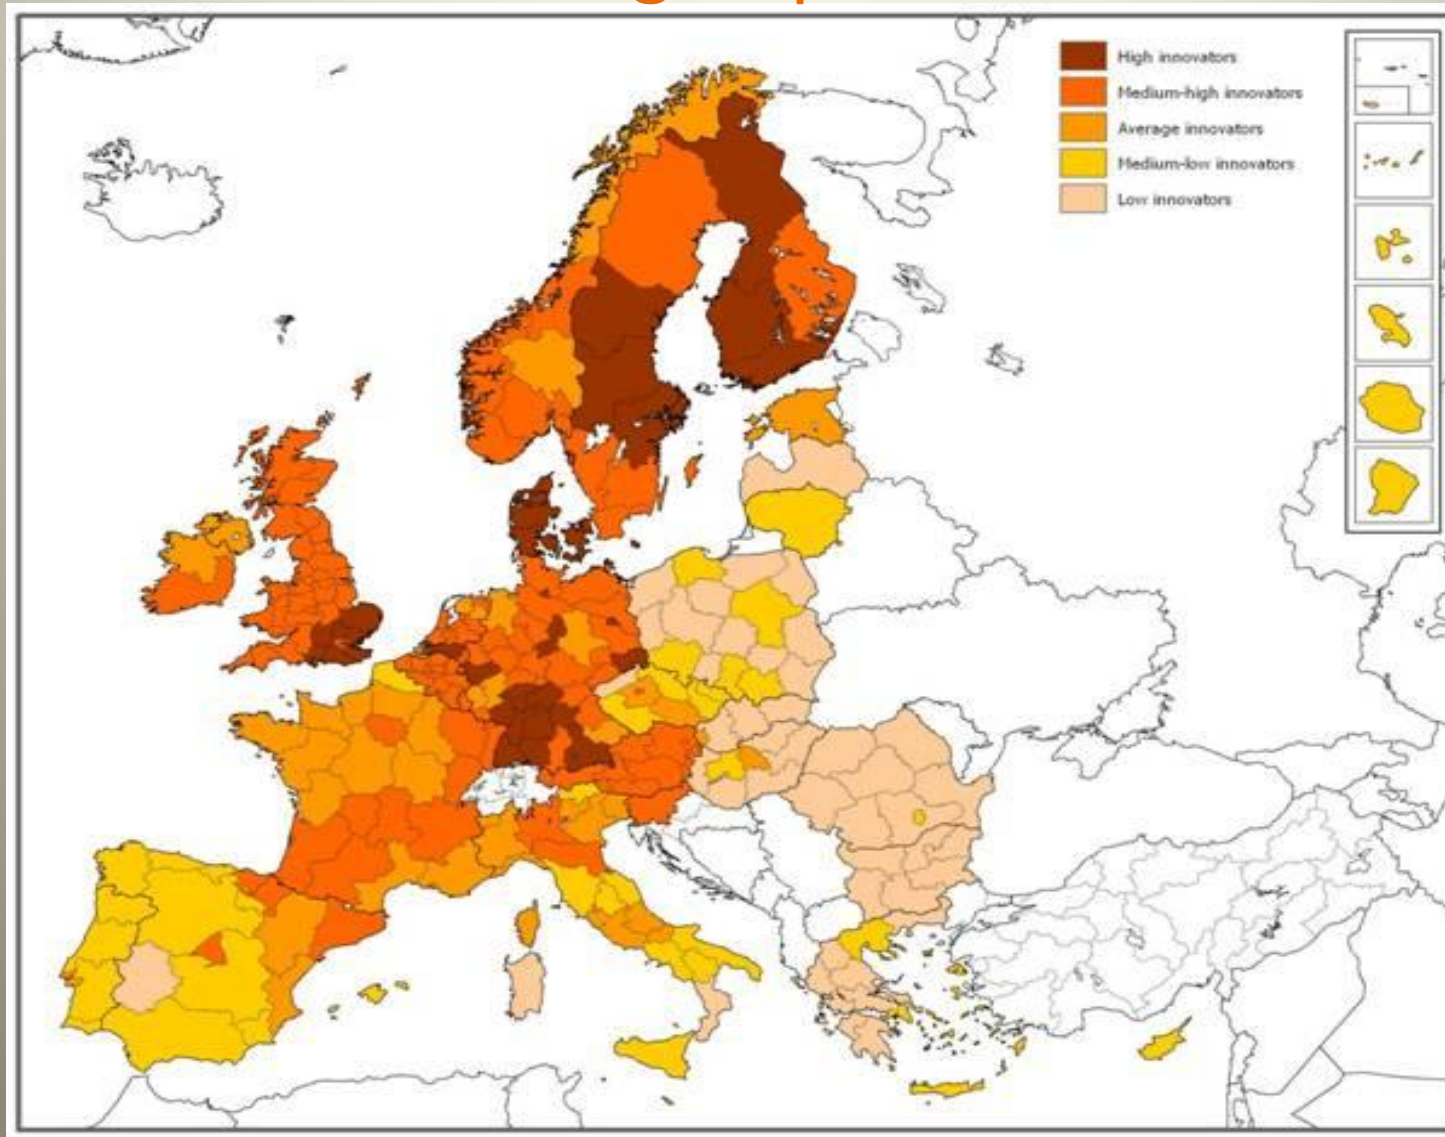 High innovators
Medium-high innovators
Average innovators
Medium-low innovators
Low innovators